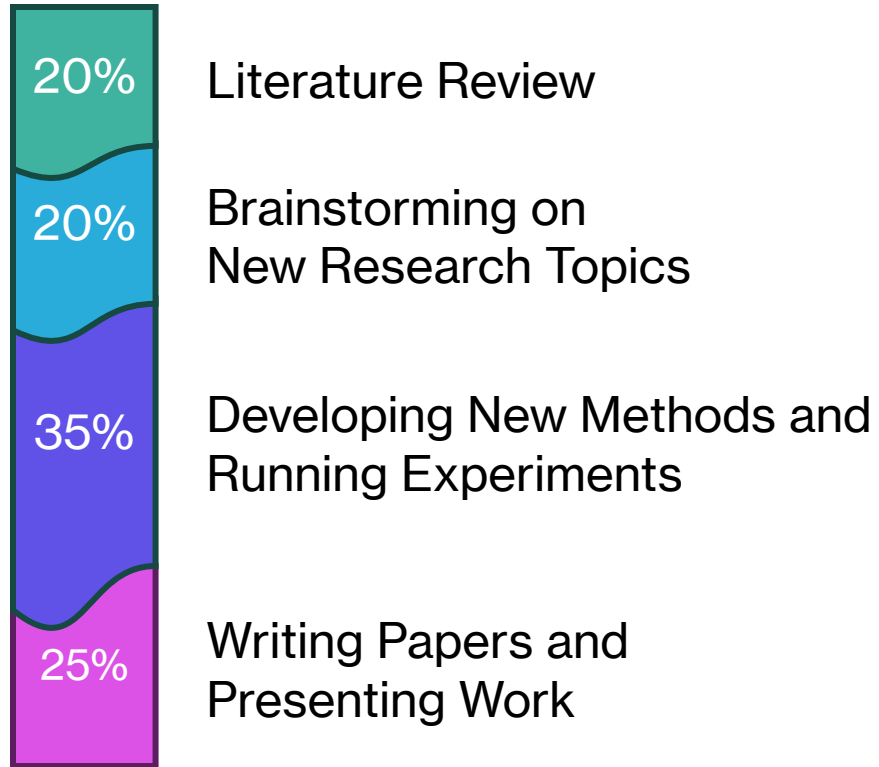 20%
Literature Review
20%
Brainstorming on
New Research Topics
35%
Developing New Methods and
Running Experiments
25%
Writing Papers and
Presenting Work